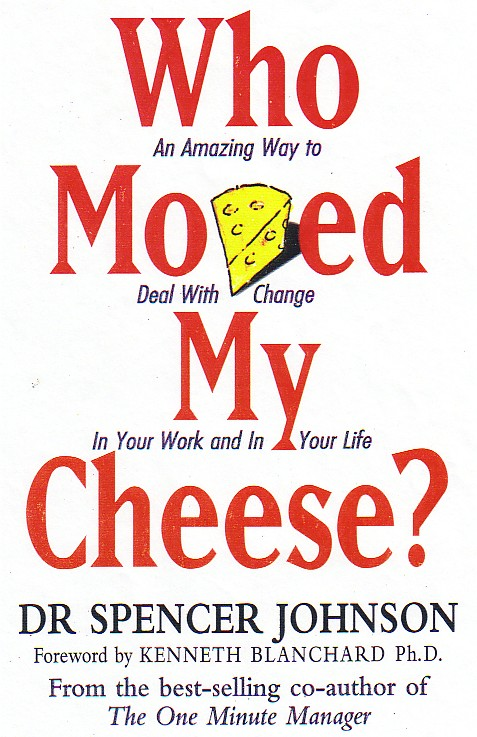 Who
An Amazing Way to
Mo ed
Deal With Change
My
In Your Work and In Your Life
Cheese?
DR SPENCER JOHNSON
Foreword by KENNETH BLANCHARD Ph.D.
From the best-selling co-author of
The One Minute Manager